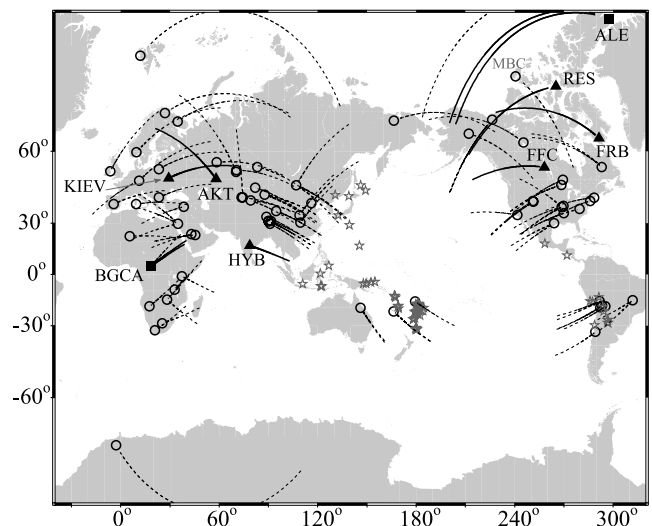 ALE
MBC
RES
60°
FRB
FFC
KIEV
AKT
30°
HYB
BGCA
0°
-30°
-60°
0° 60° 120° 180° 240° 300°